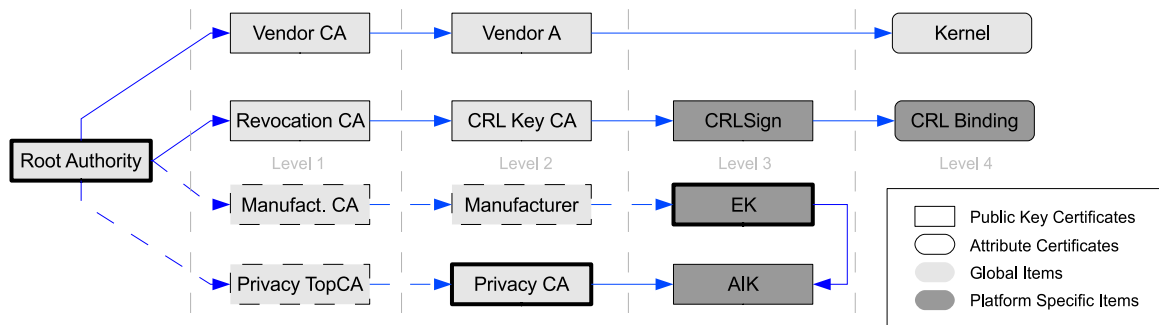 Vendor CA
Vendor A
Kernel
Revocation CA
CRL Key CA
CRLSign
CRL Binding
Root Authority
Level 1
Level 2
Level 3
Level 4
Manufact. CA
Manufacturer
EK
Privacy TopCA
Privacy CA
AIK
Public Key Certificates
Attribute Certificates
Global Items
Platform Specific Items